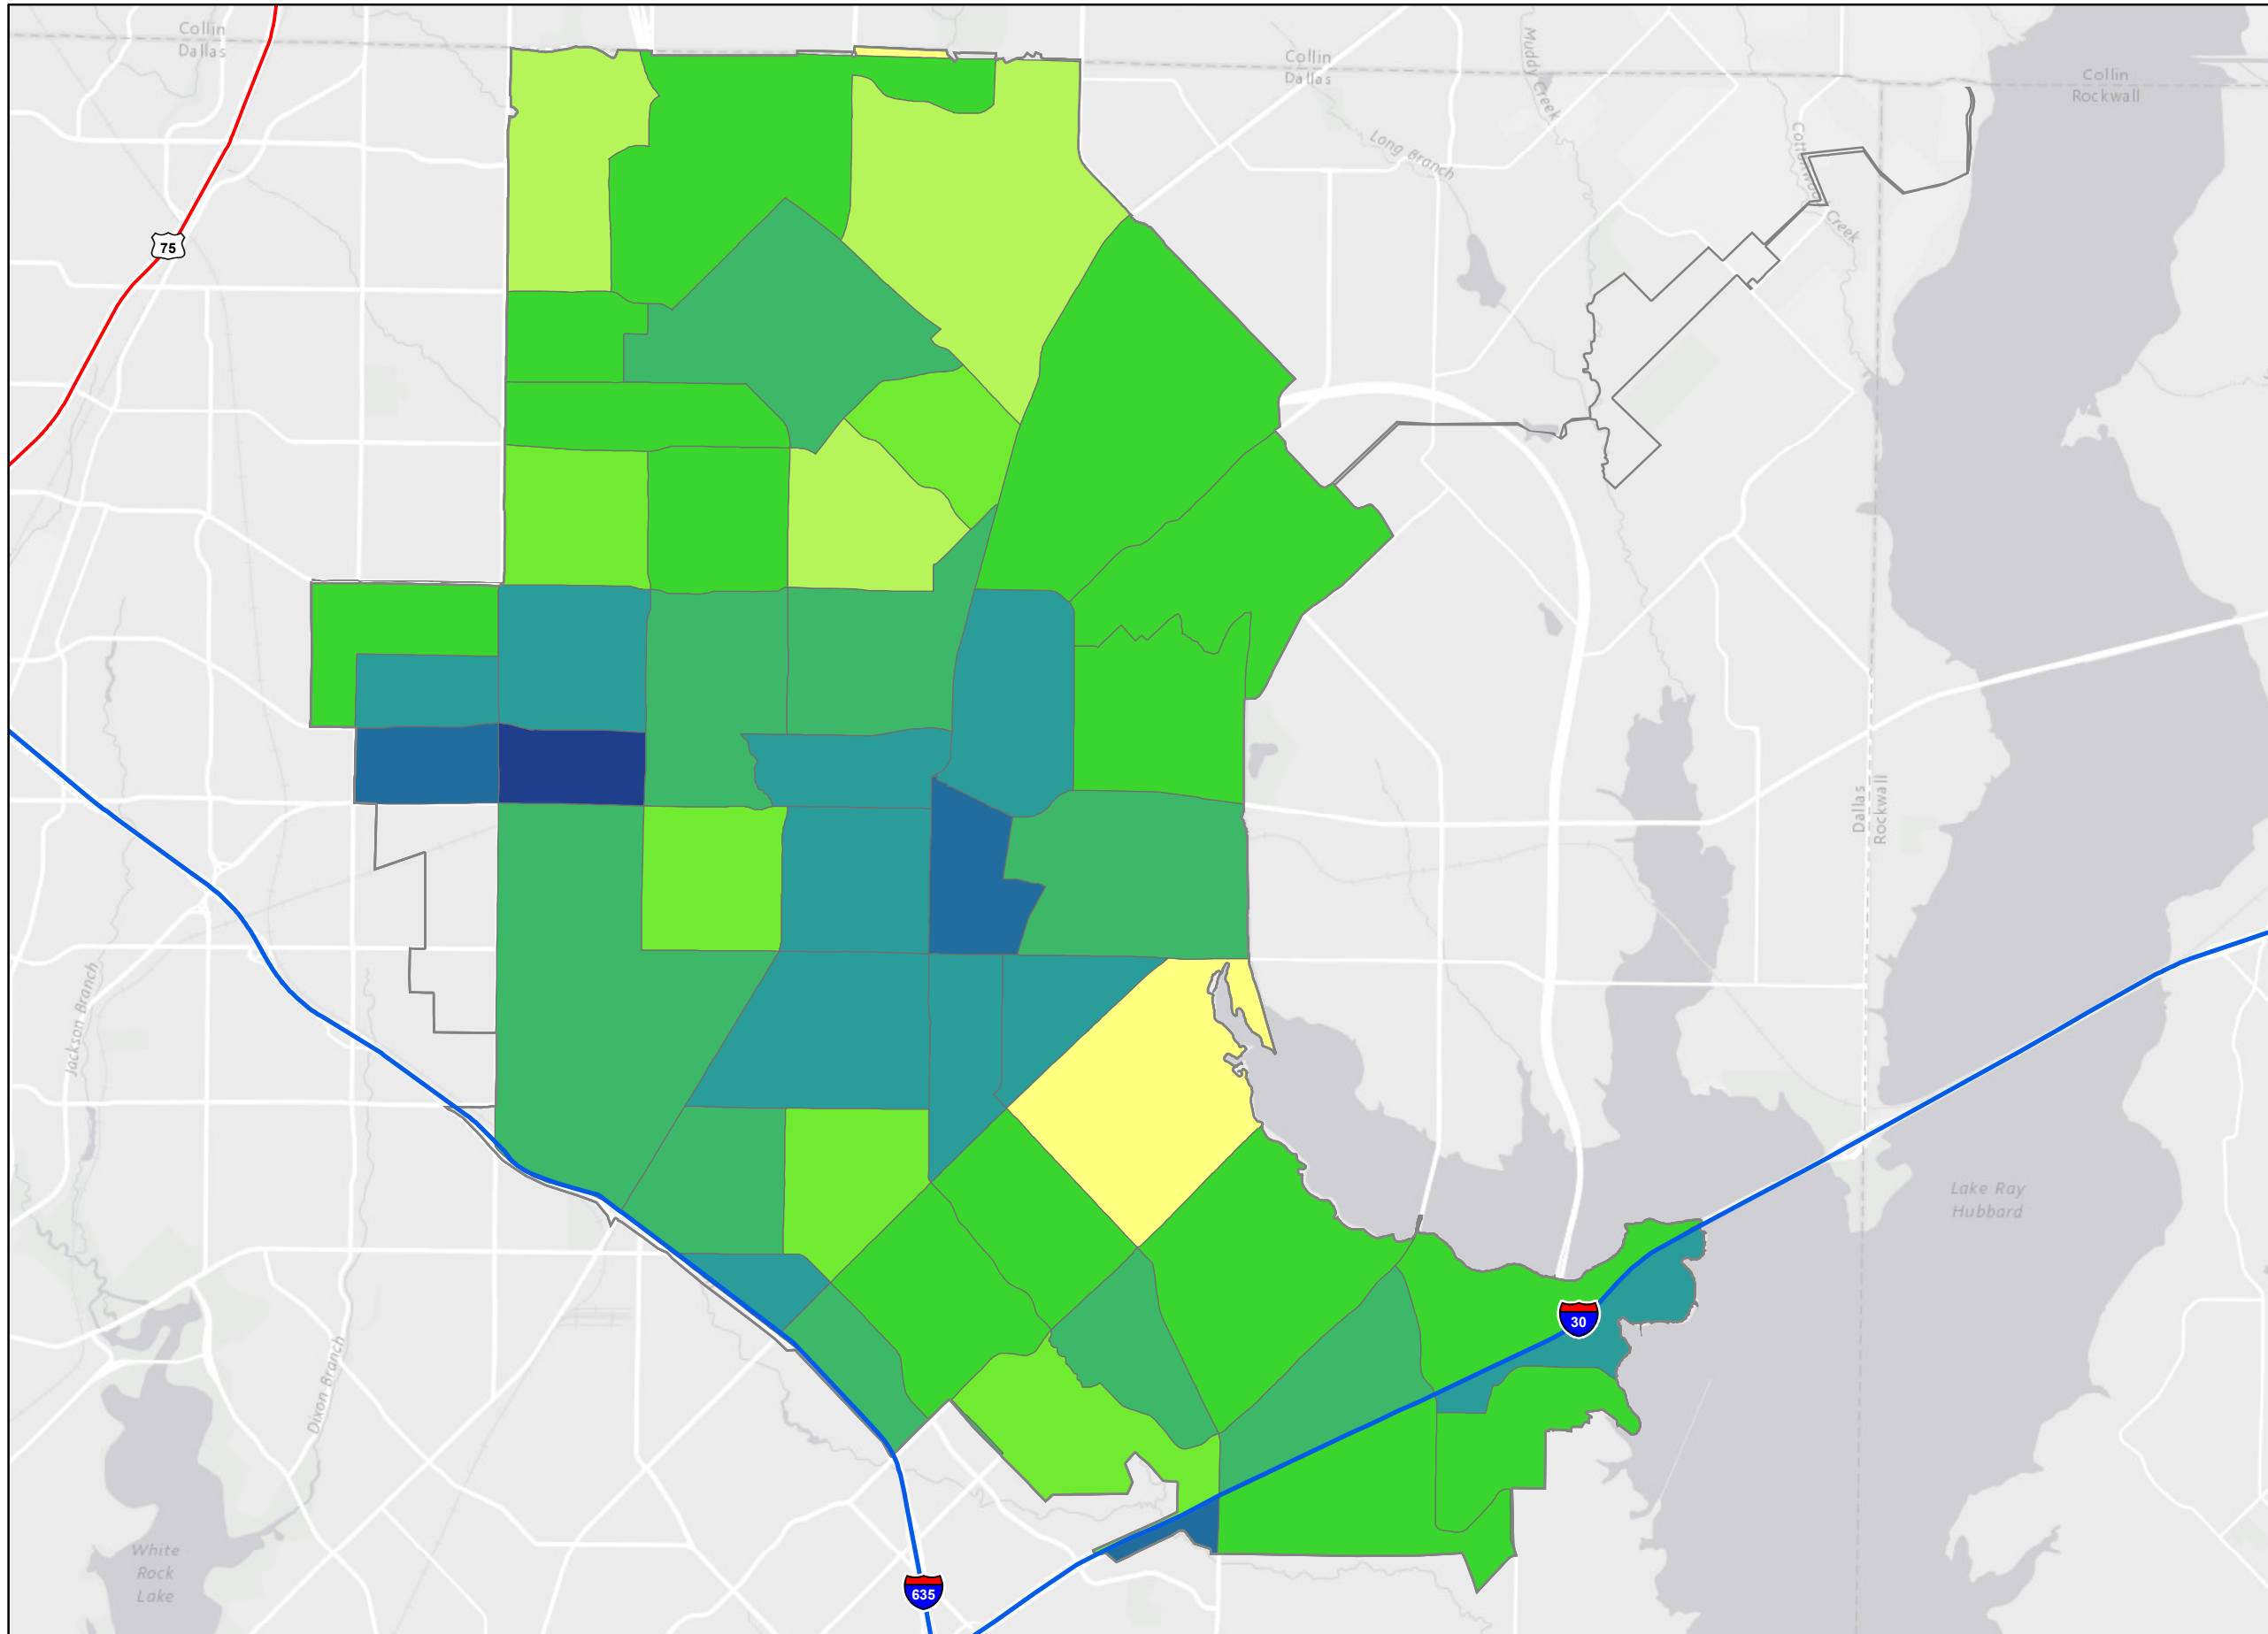 Collin
Dallas
Collin
Dallas
Muddy Creek
Collin
Rockwall
Long Branch
Cottonwood Creek
75
Dallas
Rockwall
Jackson Branch
Lake Ray
Hubbard
30
Dixon Branch
White
Rock
Lake
635